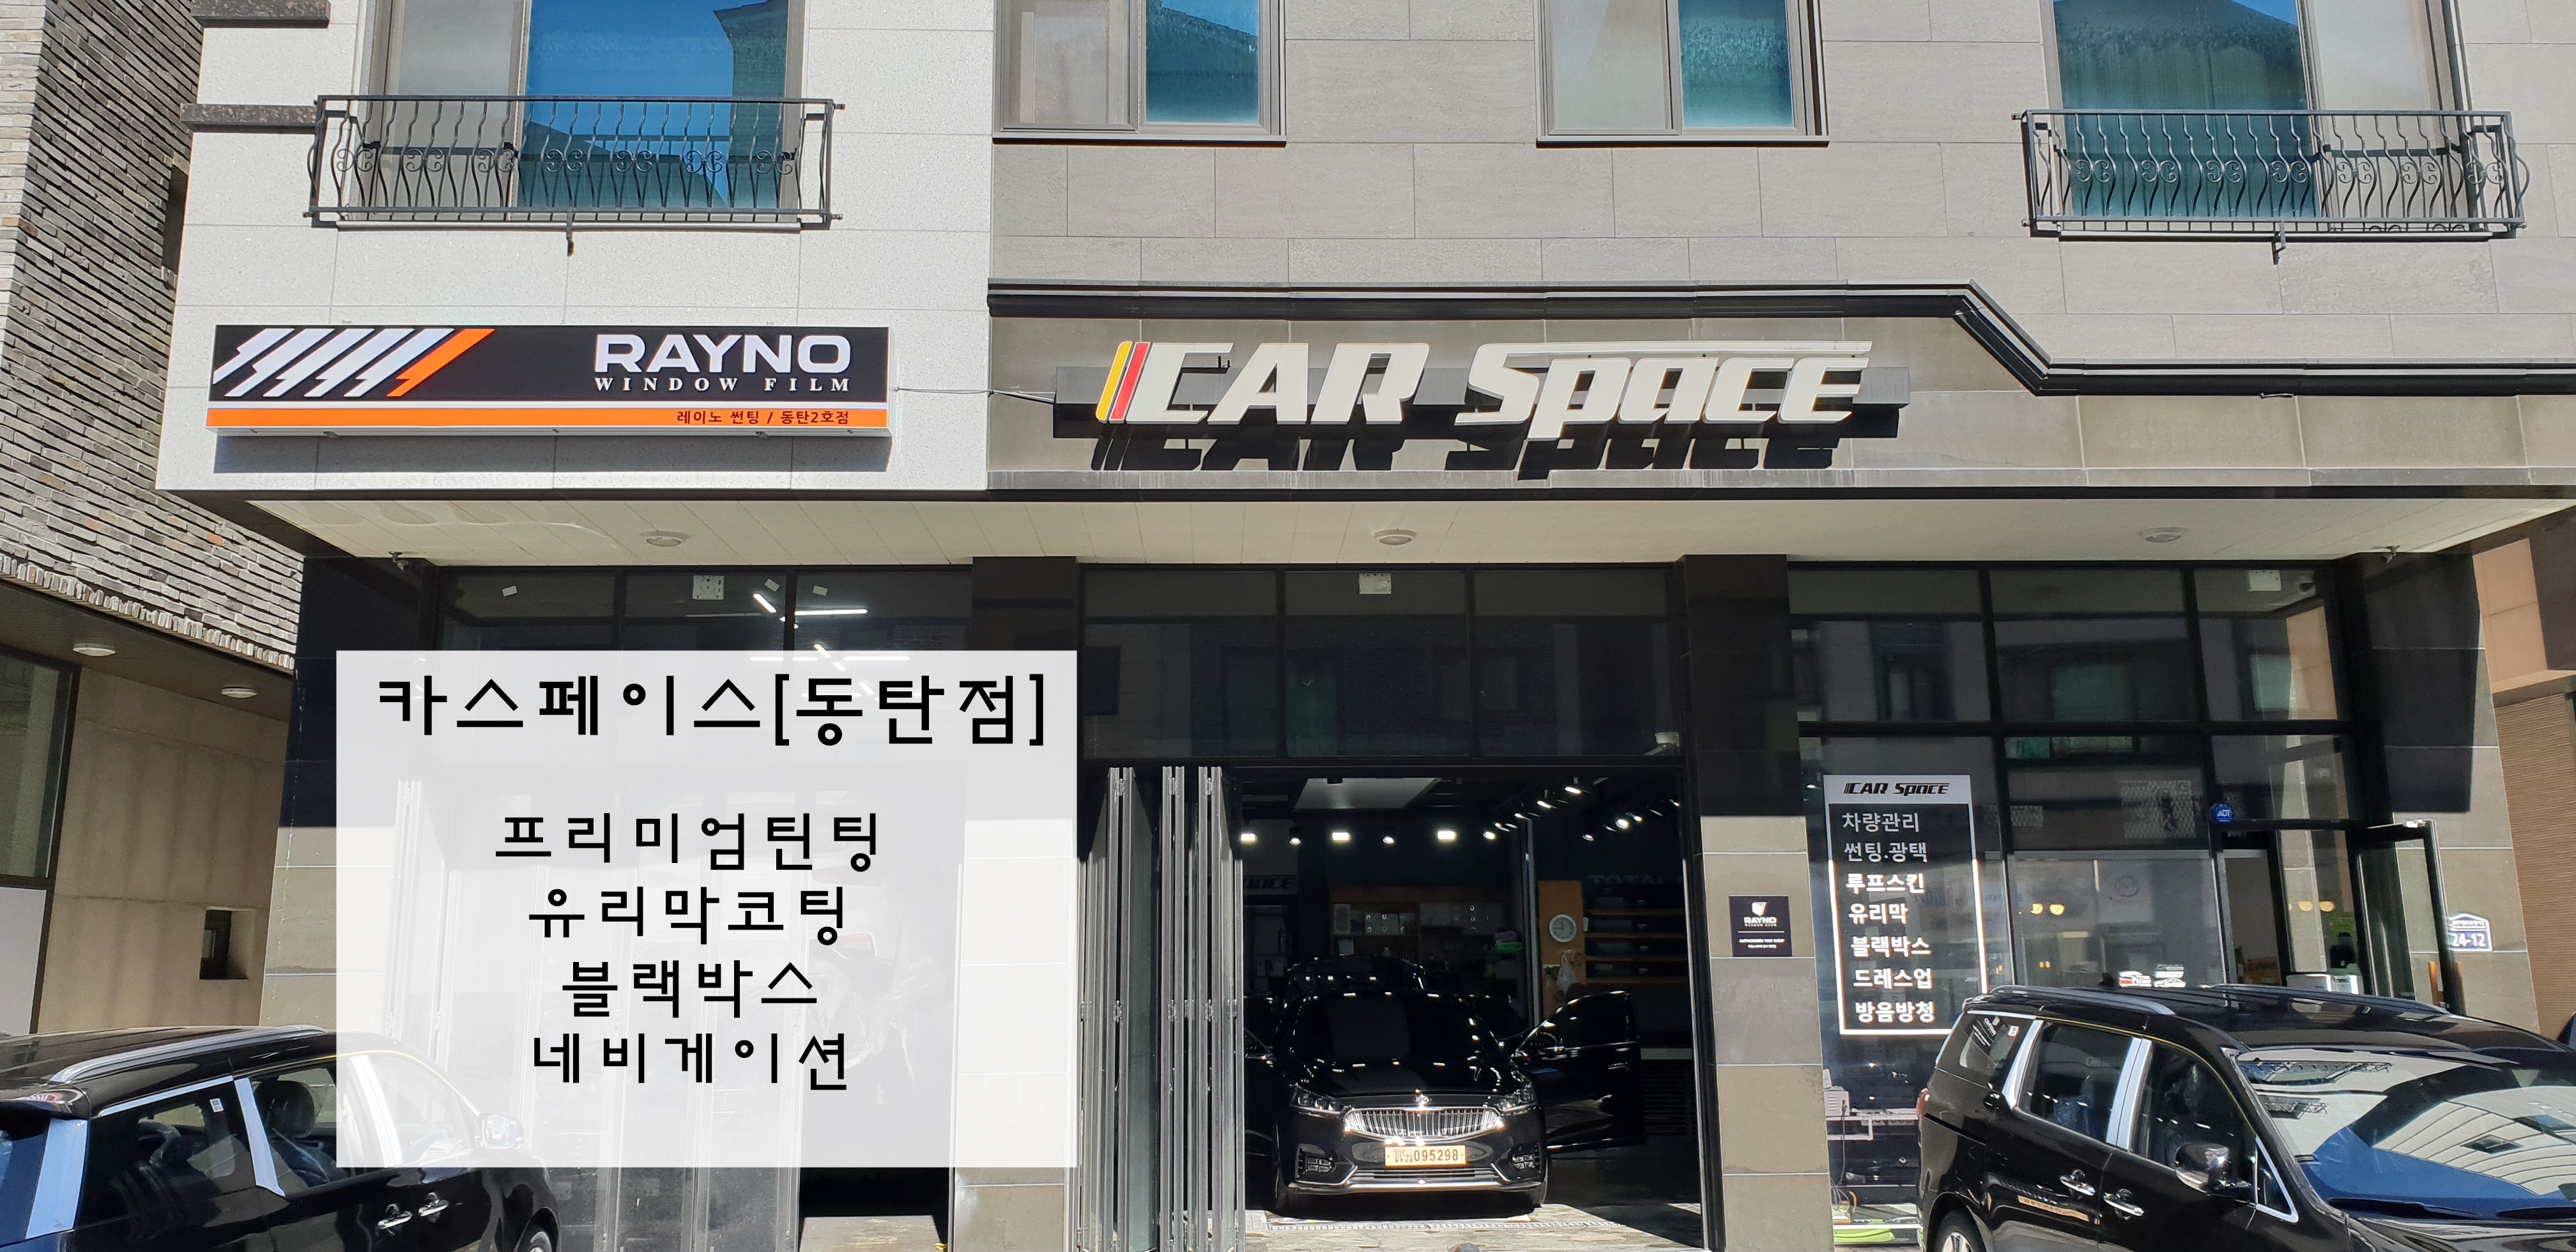 RAYNO
WINDOW FILM
레이노 썬팅 / 동탄2호점
CAR Space
카스페이스[동탄점]
프리미엄틴팅
유리막코팅
블랙박스
네비게이션
CAR Space
차량관리
썬팅.광택
루프스킨
유리막
블랙박스
드레스업
방음방청
RAYNO
ADT
24-12
095298